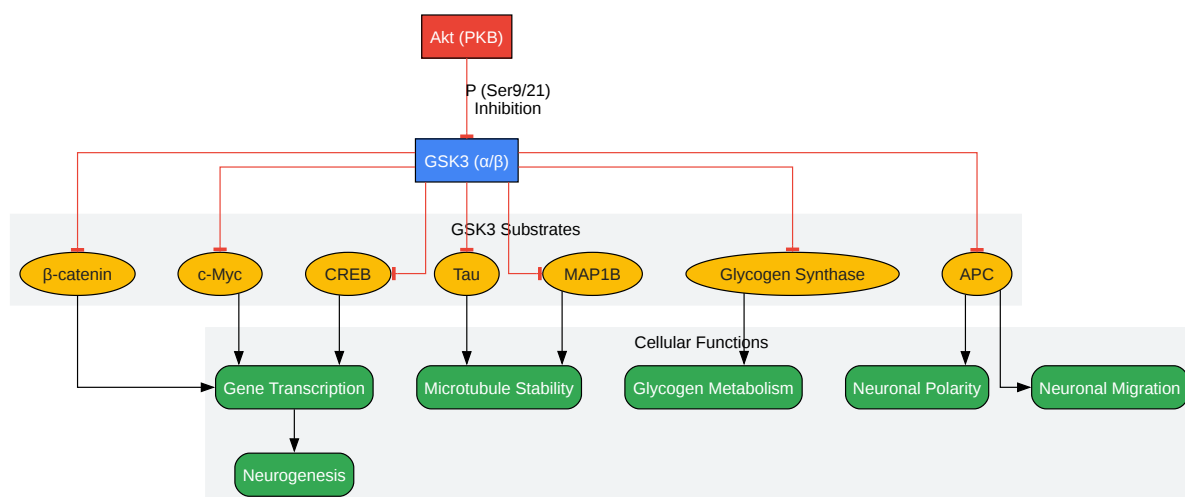 Akt (PKB)
P (Ser9/21)
Inhibition
GSK3 (α/β)
GSK3 Substrates
β-catenin
c-Myc
CREB
Tau
MAP1B
Glycogen Synthase
APC
Cellular Functions
Gene Transcription
Microtubule Stability
Glycogen Metabolism
Neuronal Polarity
Neuronal Migration
Neurogenesis